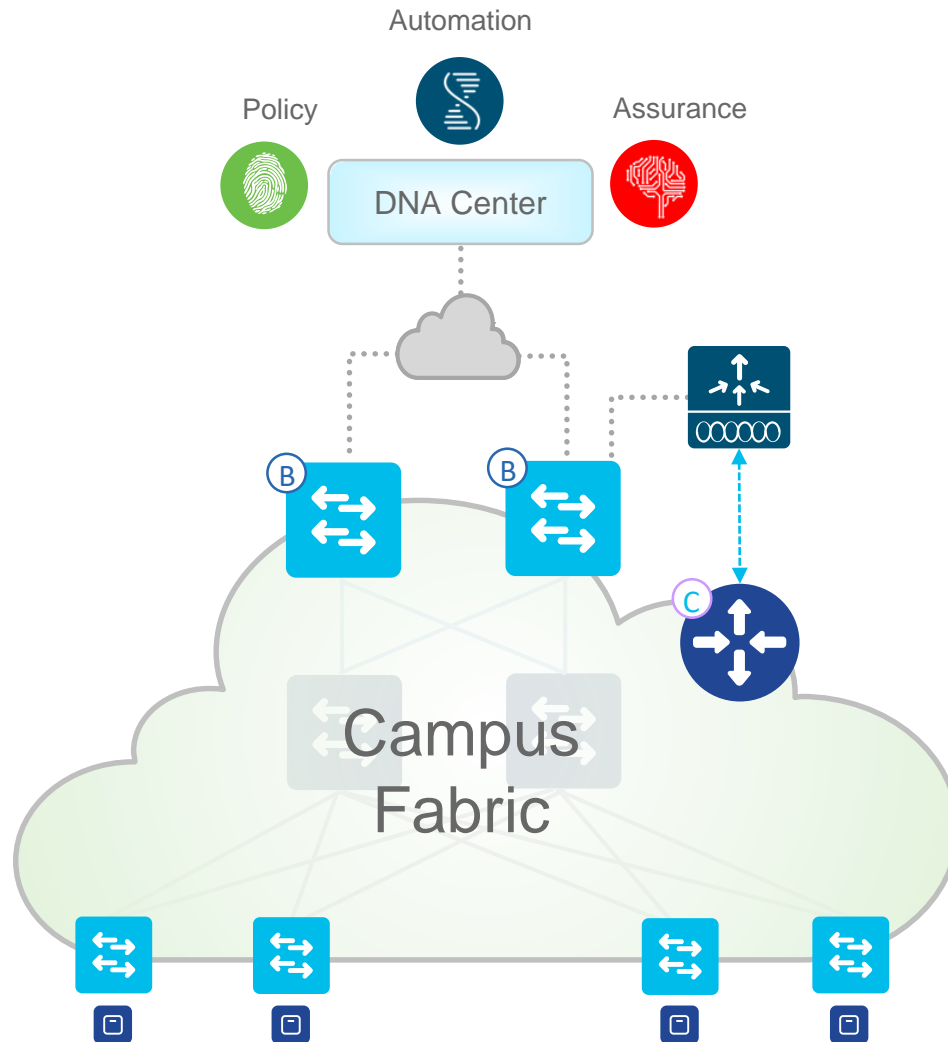 Automation
Policy
Assurance
DNA Center
B
B
C
Campus
Fabric